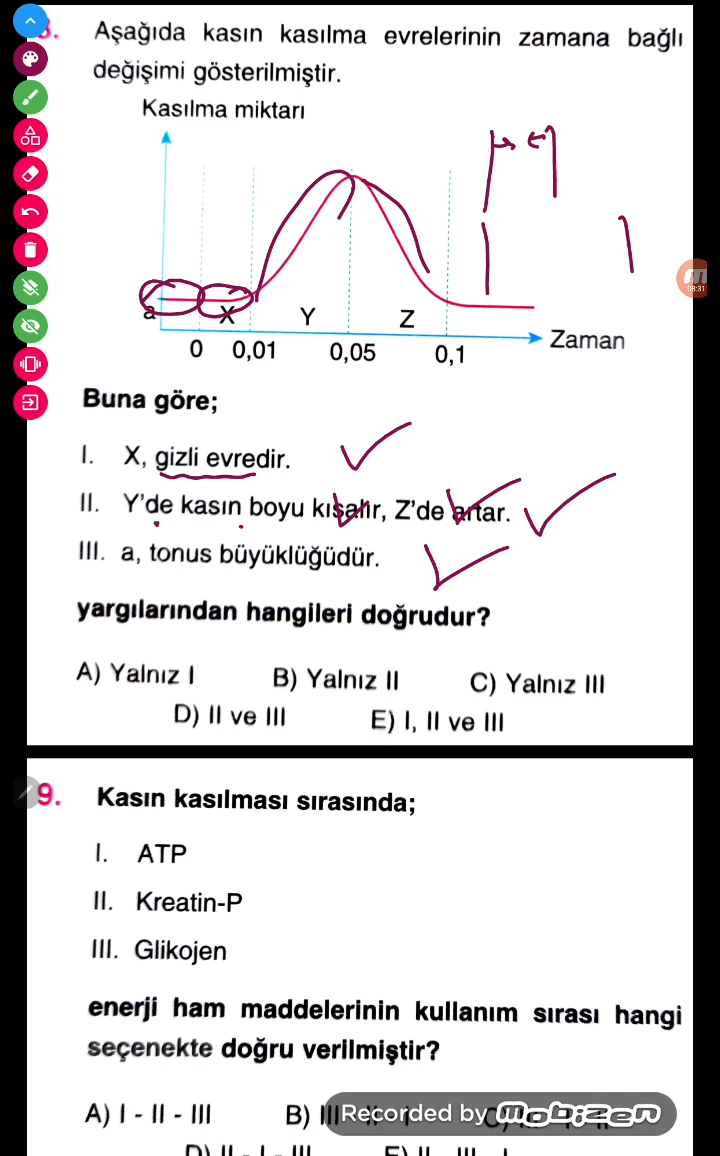 8.
Aşağıda kasın kasılma evrelerinin zamana bağlı
değişimi gösterilmiştir.
Kasılma miktarı
a X Y Z
0 0,01 0,05 0,1 Zaman
08:31
Buna göre;
I. X, gizli evredir.
II. Y'de kasın boyu kısalır, Z'de artar.
III. a, tonus büyüklüğüdür.
yargılarından hangileri doğrudur?
A) Yalnız I B) Yalnız II C) Yalnız III
D) II ve III E) I, II ve III
9. Kasın kasılması sırasında;
I. ATP
II. Kreatin-P
III. Glikojen
enerji ham maddelerinin kullanım sırası hangi
seçenekte doğru verilmiştir?
A) I - II - III B)
Recorded by mobizen
D) II - I - III E) II - III - I